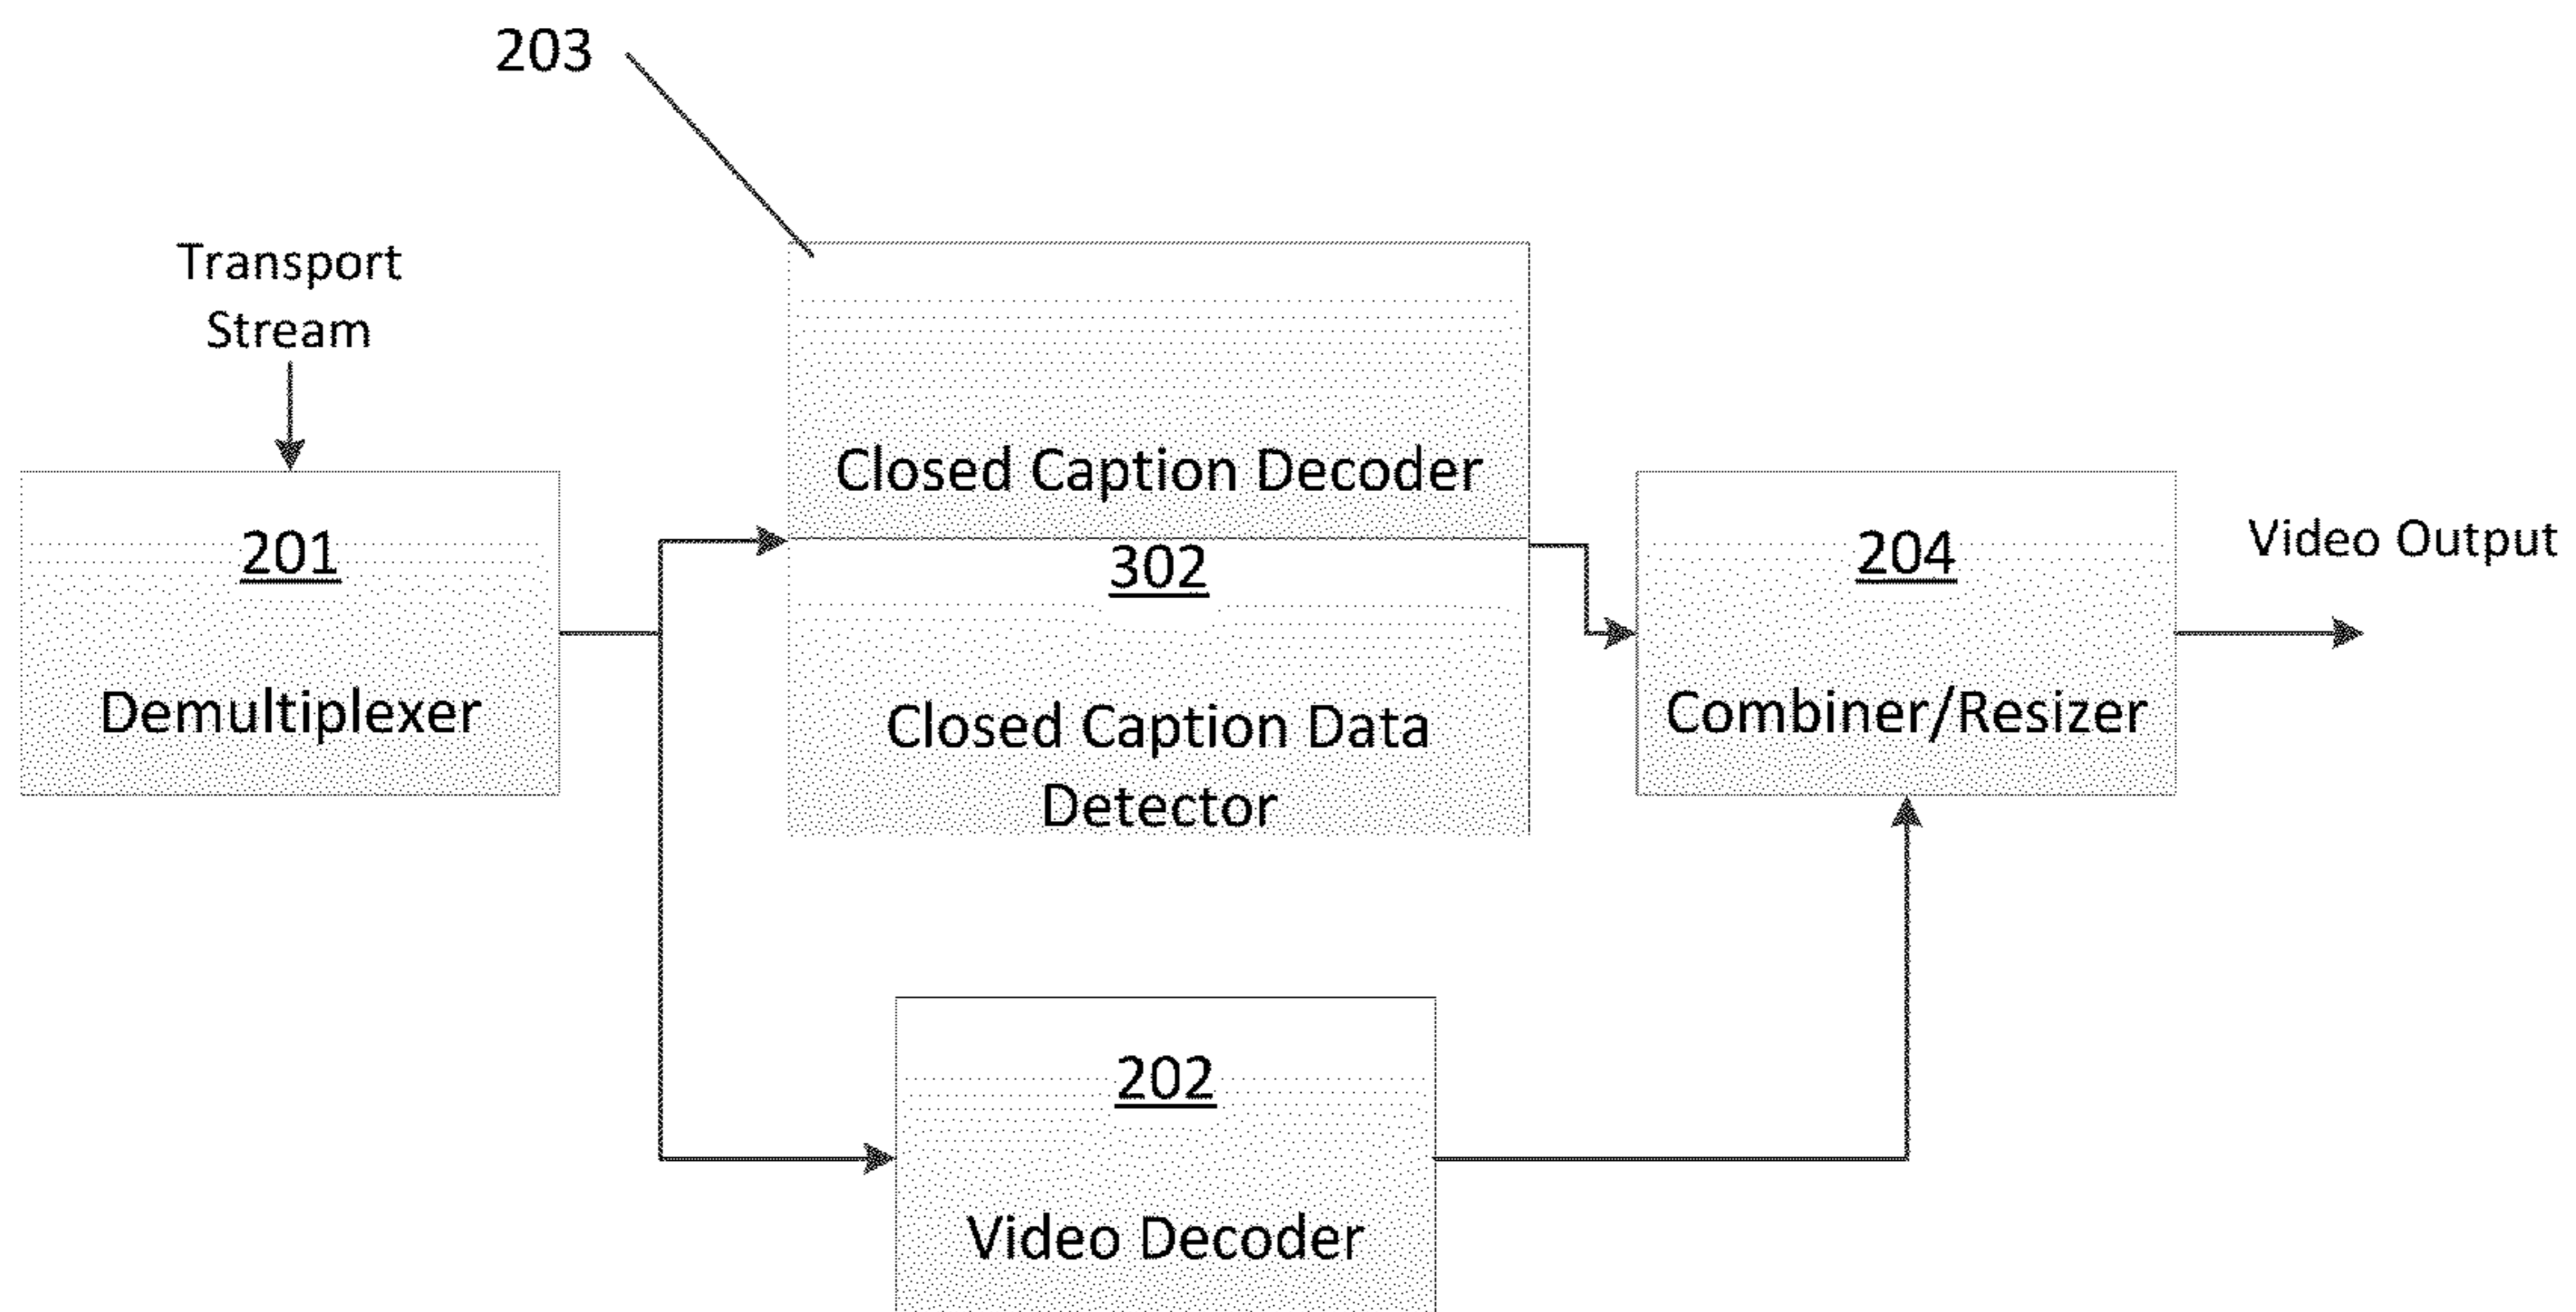 203
Transport
Stream
201
Demultiplexer
Closed Caption Decoder
302
Closed Caption Data
Detector
204
Combiner/Resizer
Video Output
202
Video Decoder